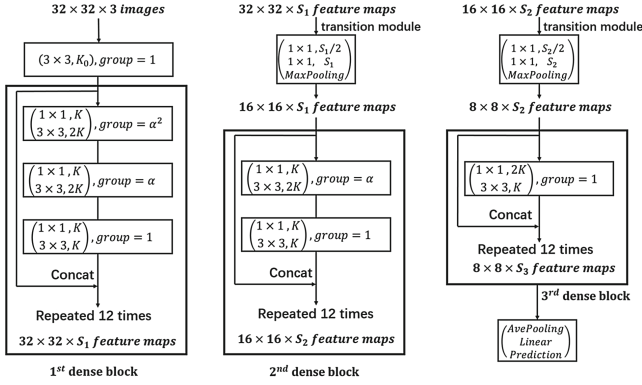 32 × 32 × 3 images
(3 × 3, K₀), group = 1
(1 × 1, K
3 × 3, 2K), group = α²
(1 × 1, K
3 × 3, 2K), group = α
(1 × 1, K
3 × 3, K), group = 1
Concat
Repeated 12 times
32 × 32 × S₁ feature maps
1ˢᵗ dense block
32 × 32 × S₁ feature maps
transition module
(1 × 1, S₁/2
1 × 1, S₁
MaxPooling)
16 × 16 × S₁ feature maps
(1 × 1, K
3 × 3, 2K), group = α
(1 × 1, K
3 × 3, K), group = 1
Concat
Repeated 12 times
16 × 16 × S₂ feature maps
2ⁿᵈ dense block
16 × 16 × S₂ feature maps
transition module
(1 × 1, S₂/2
1 × 1, S₂
MaxPooling)
8 × 8 × S₂ feature maps
(1 × 1, 2K
3 × 3, K), group = 1
Concat
Repeated 12 times
8 × 8 × S₃ feature maps
3ʳᵈ dense block
(AvePooling
Linear
Prediction)